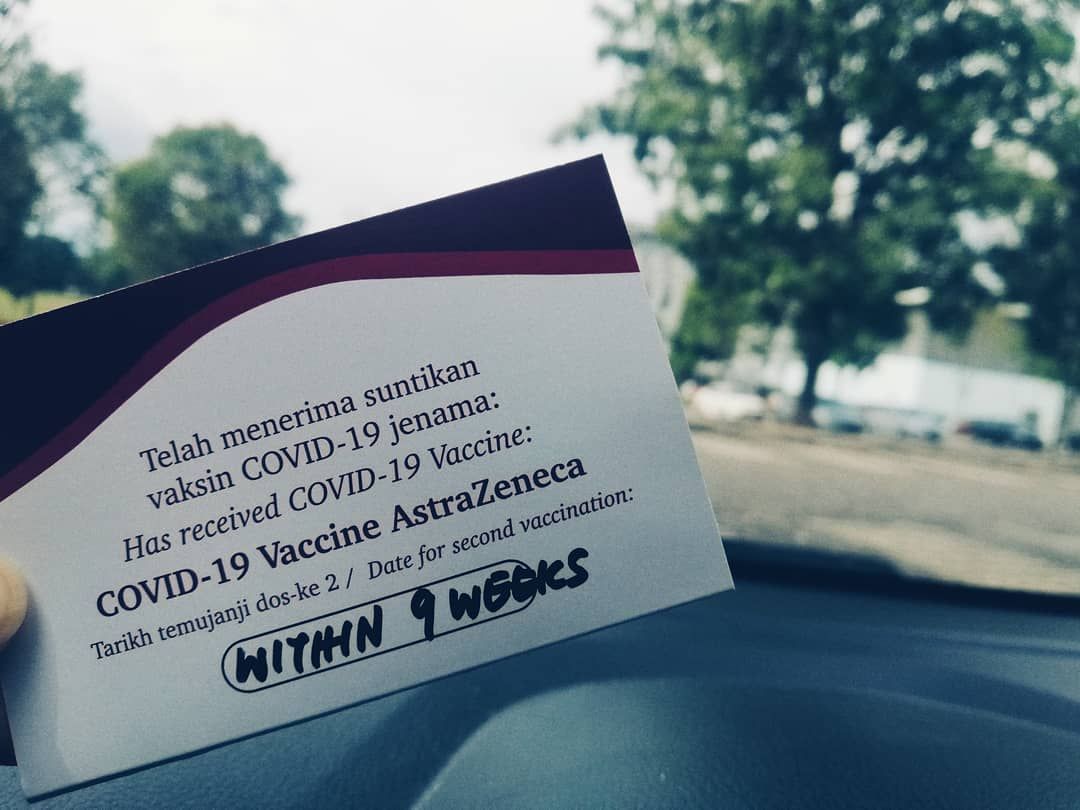 Telah menerima suntikan
vaksin COVID-19 jenama:
Has received COVID-19 Vaccine:
COVID-19 Vaccine AstraZeneca
Tarikh temujanji dos-ke 2 / Date for second vaccination:
WITHIN 9 WEEKS